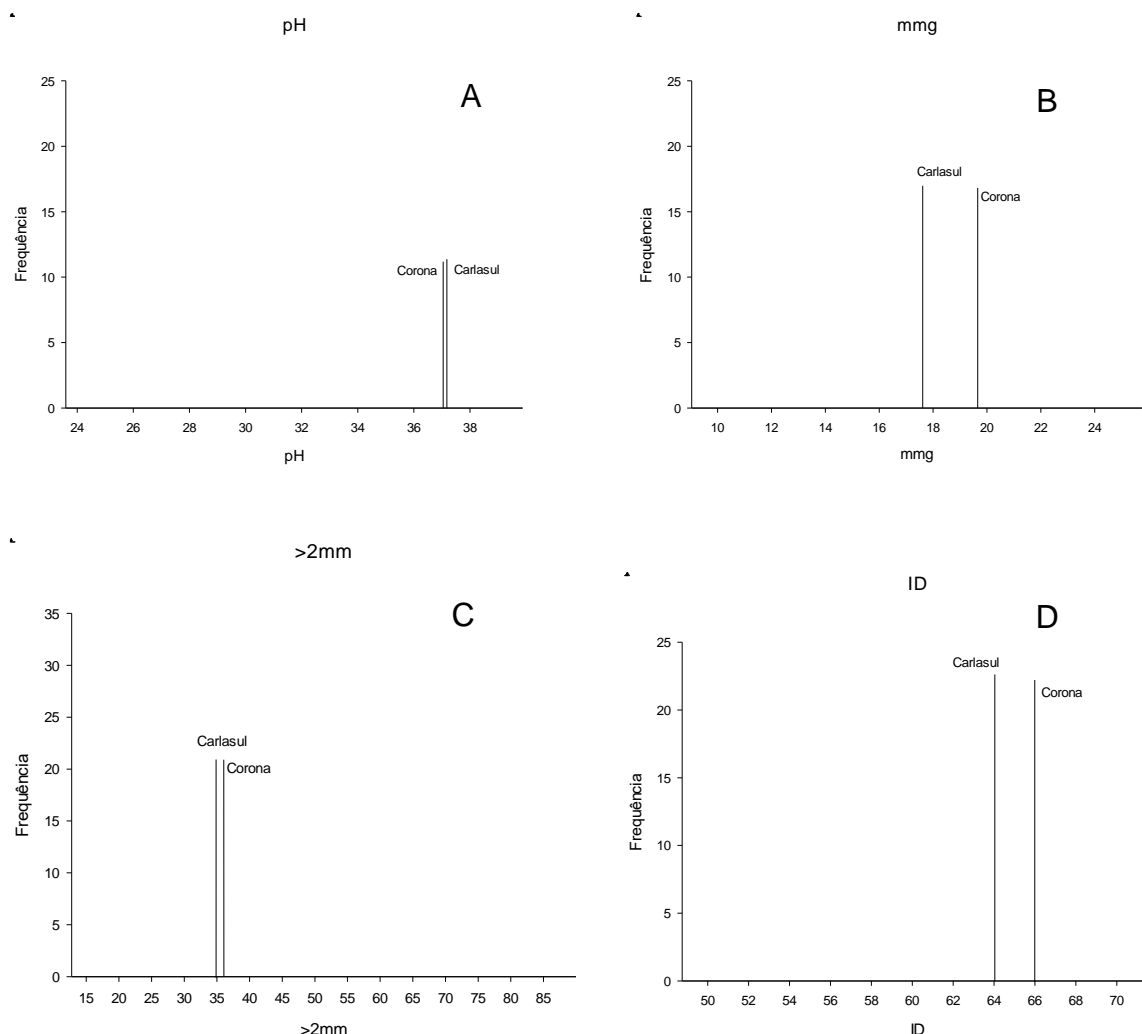 pH
A
25
20
15
10
5
0
Frequência
Corona
Carlasul
24 26 28 30 32 34 36 38
pH
mmg
B
25
20
15
10
5
0
Frequência
Carlasul
Corona
10 12 14 16 18 20 22 24
mmg
>2mm
C
35
30
25
20
15
10
5
0
Frequência
Carlasul
Corona
15 20 25 30 35 40 45 50 55 60 65 70 75 80 85
>2mm
ID
D
25
20
15
10
5
0
Frequência
Carlasul
Corona
50 52 54 56 58 60 62 64 66 68 70
ID